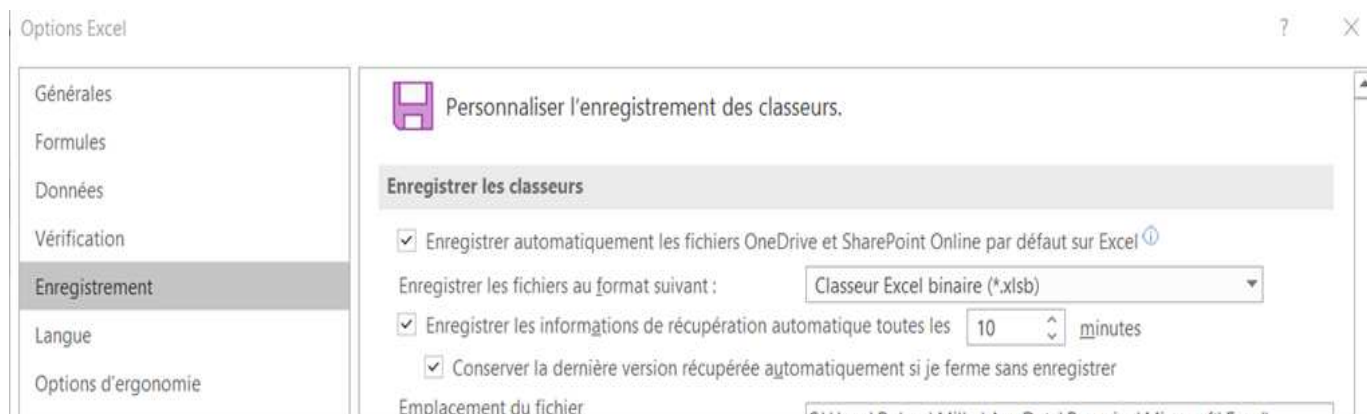 Options Excel ?
Générales
Formules
Données
Vérification
Enregistrement
Langue
Options d'ergonomie
Personnaliser l'enregistrement des classeurs.
Enregistrer les classeurs
Enregistrer automatiquement les fichiers OneDrive et SharePoint Online par défaut sur Excel
Enregistrer les fichiers au format suivant : Classeur Excel binaire (*.xlsb)
Enregistrer les informations de récupération automatique toutes les 10 minutes
Conserver la dernière version récupérée automatiquement si je ferme sans enregistrer
Emplacement du fichier